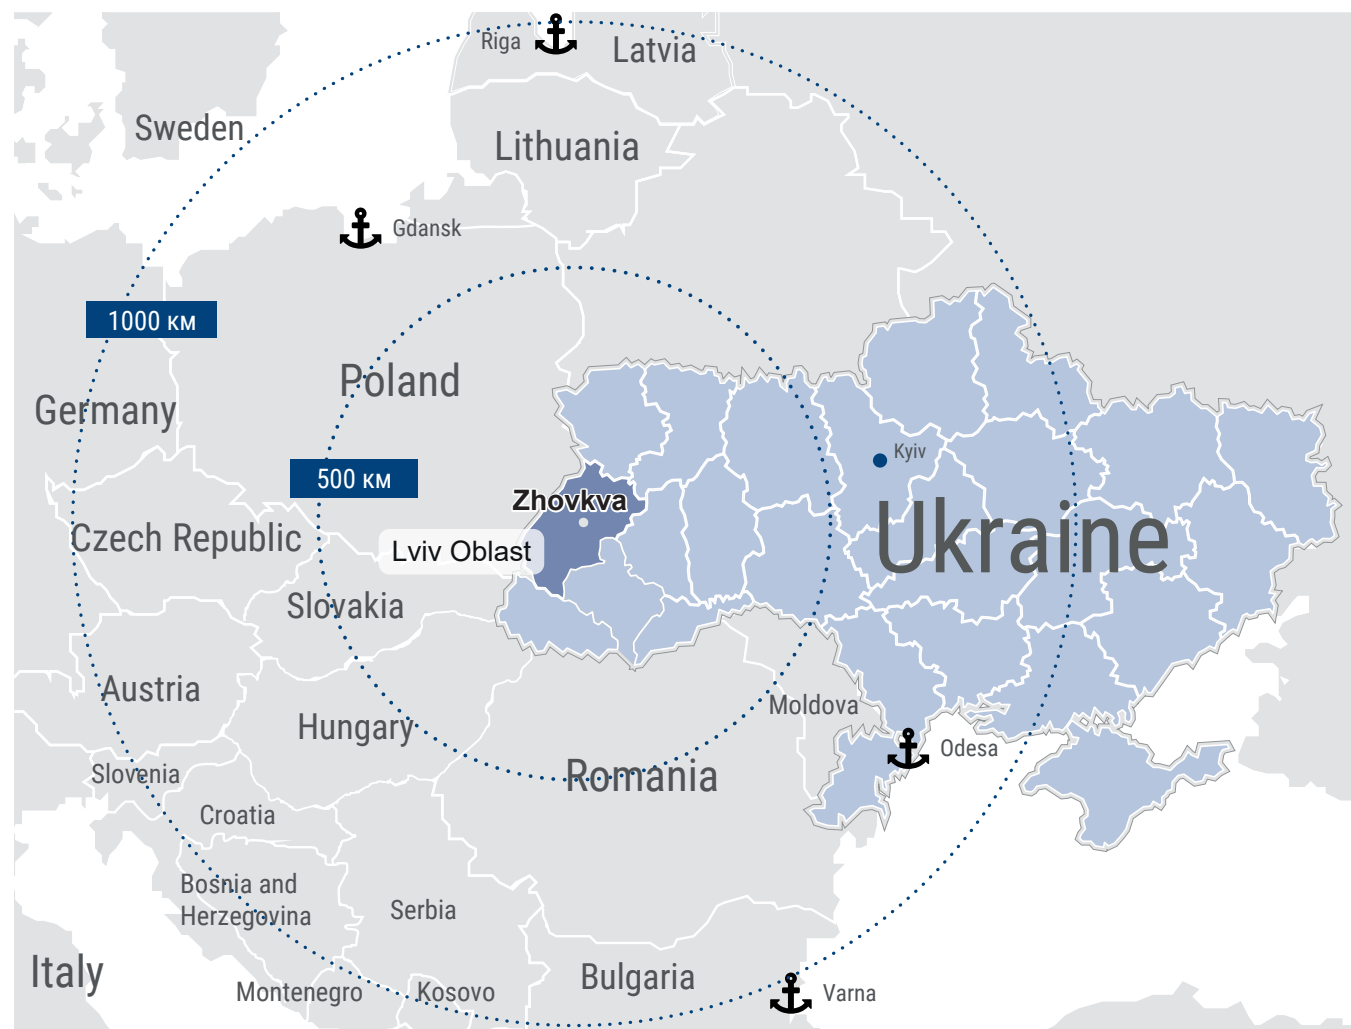 Riga
Latvia
Sweden
Lithuania
Gdansk
1000 км
Poland
Germany
Kyiv
500 км
Zhovkva
Ukraine
Czech Republic
Lviv Oblast
Slovakia
Austria
Moldova
Hungary
Odesa
Slovenia
Romania
Croatia
Bosnia and
Herzegovina
Serbia
Italy
Bulgaria
Montenegro
Kosovo
Varna